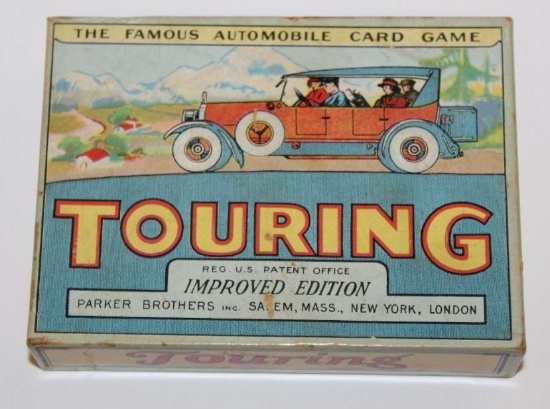 THE FAMOUS AUTOMOBILE CARD GAME
TOURING
REG. U.S. PATENT OFFICE
IMPROVED EDITION
PARKER BROTHERS INC. SALEM, MASS., NEW YORK, LONDON
Touring